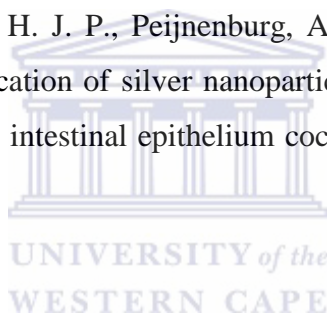 H. J. P., Peijnenburg, A
cation of silver nanopartic
intestinal epithelium coc
UNIVERSITY of the
WESTERN CAPE